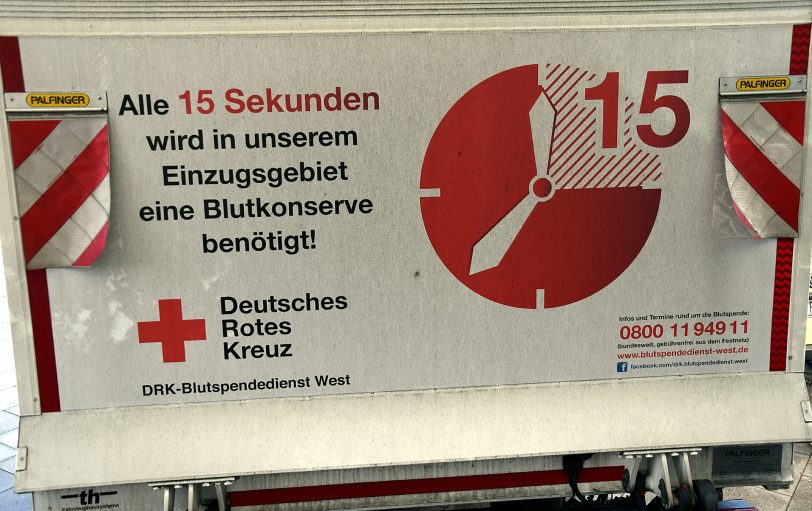 PALFINGER
Alle 15 Sekunden
wird in unserem
Einzugsgebiet
eine Blutkonserve
benötigt!
15
PALFINGER
Deutsches
Rotes
Kreuz
DRK-Blutspendedienst West
Infos und Termine rund um die Blutspende:
0800 11 949 11
(bundesweit, gebührenfrei aus dem Festnetz)
www.blutspendedienst-west.de
f facebook.com/drk.blutspendedienst.west
th
Fahrzeugbausysteme
PALFINGER